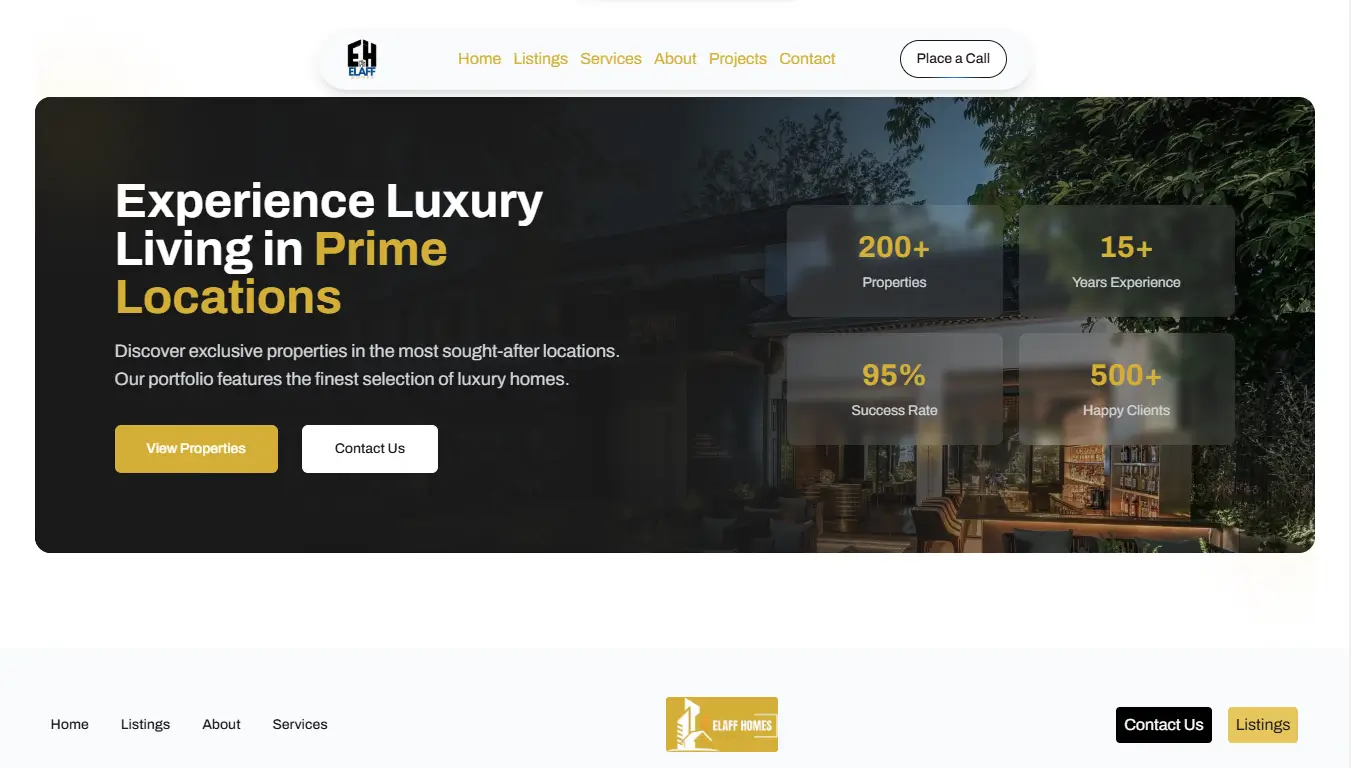 EH
ELAFF
Home Listings Services About Projects Contact
Place a Call
Experience Luxury
Living in Prime
Locations
Discover exclusive properties in the most sought-after locations.
Our portfolio features the finest selection of luxury homes.
View Properties
Contact Us
200+
Properties
15+
Years Experience
95%
Success Rate
500+
Happy Clients
Home Listings About Services
ELAFF HOMES
Contact Us
Listings